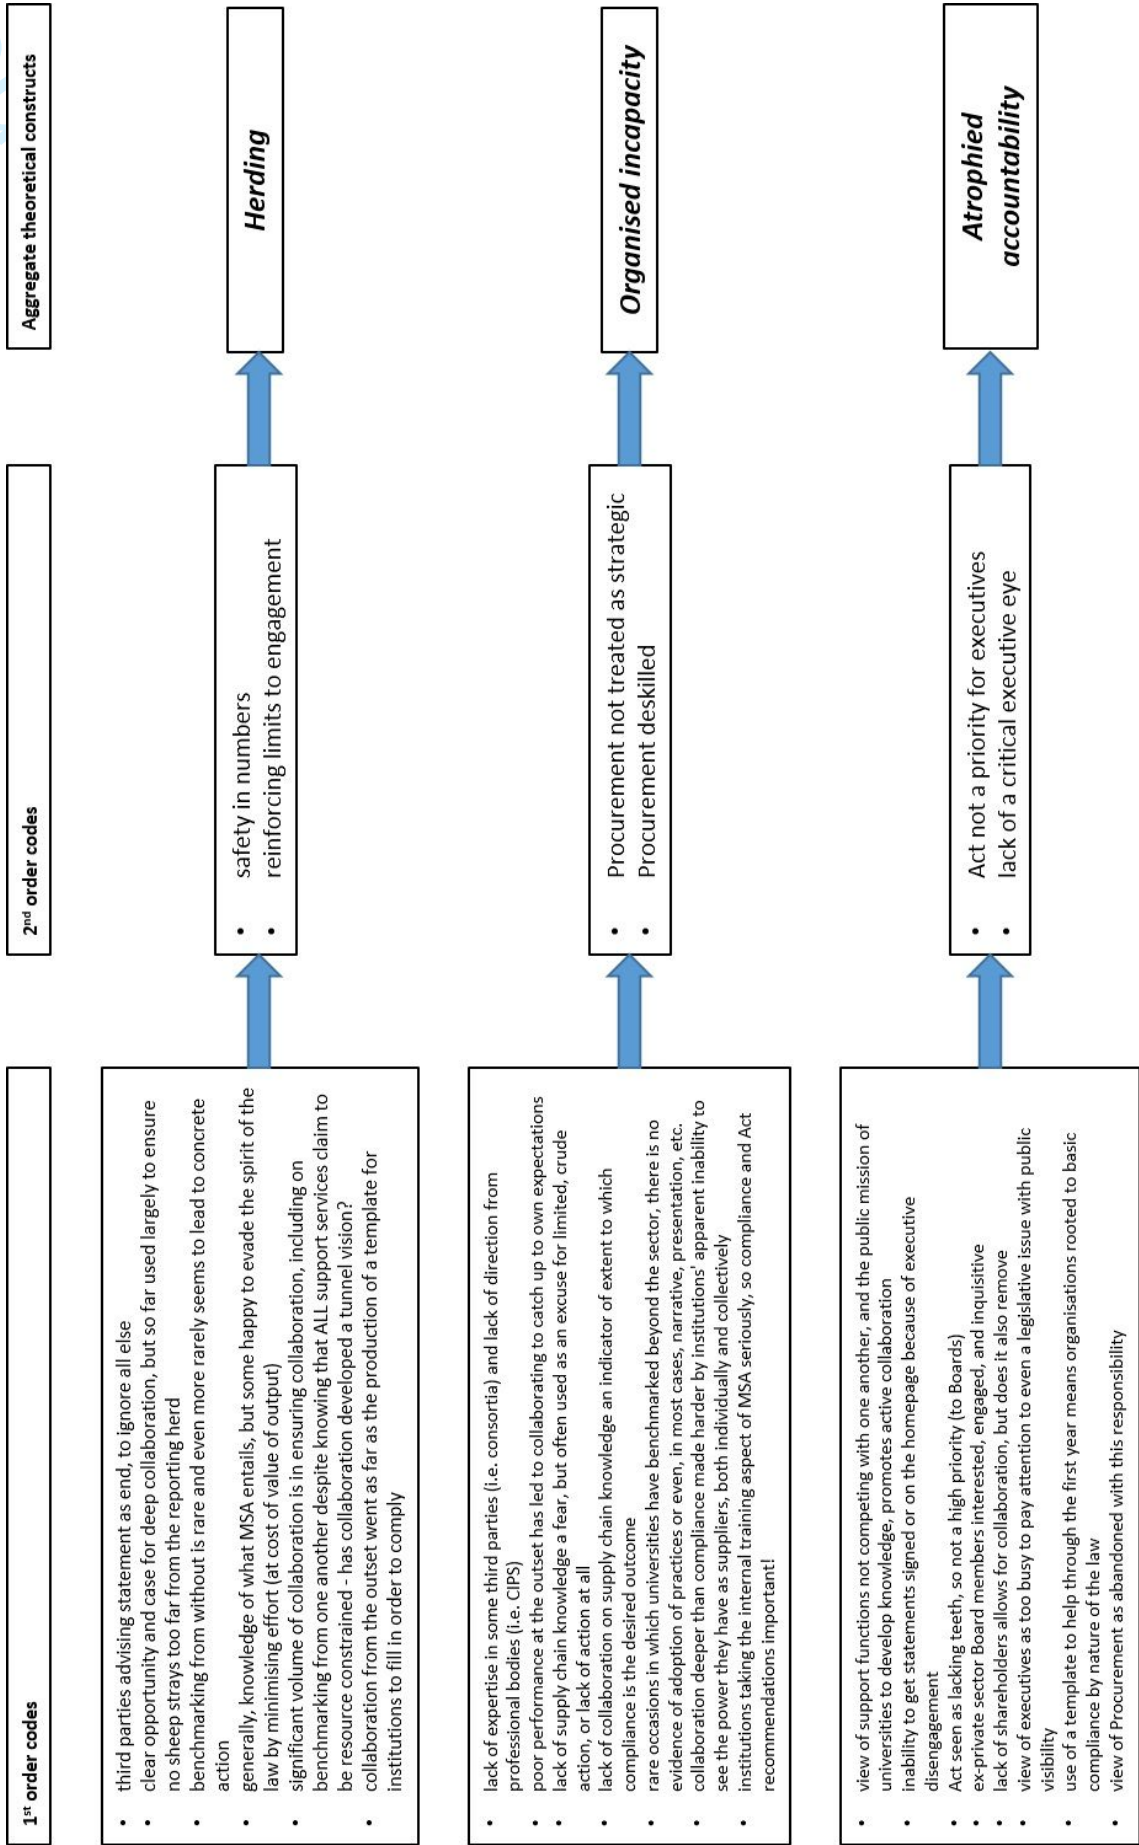 1st order codes
2nd order codes
Aggregate theoretical constructs
• third parties advising statement as end, to ignore all else
• clear opportunity and case for deep collaboration, but so far used largely to ensure
no sheep strays too far from the reporting herd
• benchmarking from without is rare and even more rarely seems to lead to concrete
action
• generally, knowledge of what MSA entails, but some happy to evade the spirit of the
law by minimising effort (at cost of value of output)
• significant volume of collaboration is in ensuring collaboration, including on
benchmarking from one another despite knowing that ALL support services claim to
be resource constrained - has collaboration developed a tunnel vision?
• collaboration from the outset went as far as the production of a template for
institutions to fill in order to comply
• safety in numbers
• reinforcing limits to engagement
Herding
• lack of expertise in some third parties (i.e. consortia) and lack of direction from
professional bodies (i.e. CIPS)
• poor performance at the outset has led to collaborating to catch up to own expectations
• lack of supply chain knowledge a fear, but often used as an excuse for limited, crude
action, or lack of action at all
• lack of collaboration on supply chain knowledge an indicator of extent to which
compliance is the desired outcome
• rare occasions in which universities have benchmarked beyond the sector, there is no
evidence of adoption of practices or even, in most cases, narrative, presentation, etc.
• collaboration deeper than compliance made harder by institutions' apparent inability to
see the power they have as suppliers, both individually and collectively
• institutions taking the internal training aspect of MSA seriously, so compliance and Act
recommendations important!
• Procurement not treated as strategic
• Procurement deskilled
Organised incapacity
• view of support functions not competing with one another, and the public mission of
universities to develop knowledge, promotes active collaboration
• inability to get statements signed or on the homepage because of executive
disengagement
• Act seen as lacking teeth, so not a high priority (to Boards)
• ex-private sector Board members interested, engaged, and inquisitive
• lack of shareholders allows for collaboration, but does it also remove
• view of executives as too busy to pay attention to even a legislative issue with public
visibility
• use of a template to help through the first year means organisations rooted to basic
compliance by nature of the law
• view of Procurement as abandoned with this responsibility
• Act not a priority for executives
• lack of a critical executive eye
Atrophied
accountability